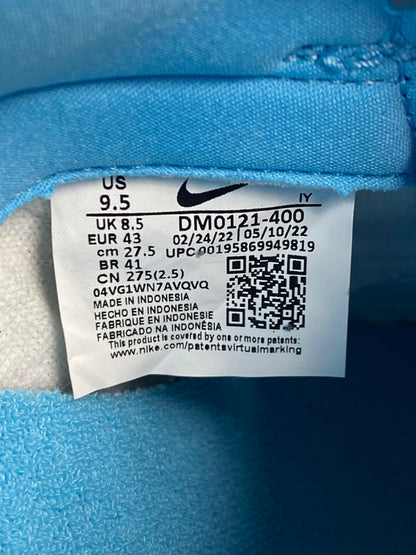 US
9.5
IY
UK 8.5
DM0121-400
EUR 43
02/24/22 | 05/10/22
cm 27.5
UPC 00195869949819
BR 41
CN 275(2.5)
04VG1WN7AVQVQ
MADE IN INDONESIA
HECHO EN INDONESIA
FABRIQUE EN INDONESIE
FABRICADO NA INDONÉSIA
This product is covered by one or more patents:
www.nike.com/patentsvirtualmarking